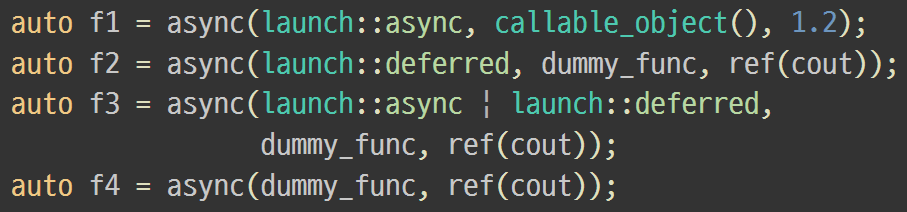 auto f1 = async(launch::async, callable_object(), 1.2);
auto f2 = async(launch::deferred, dummy_func, ref(cout));
auto f3 = async(launch::async | launch::deferred,
dummy_func, ref(cout));
auto f4 = async(dummy_func, ref(cout));